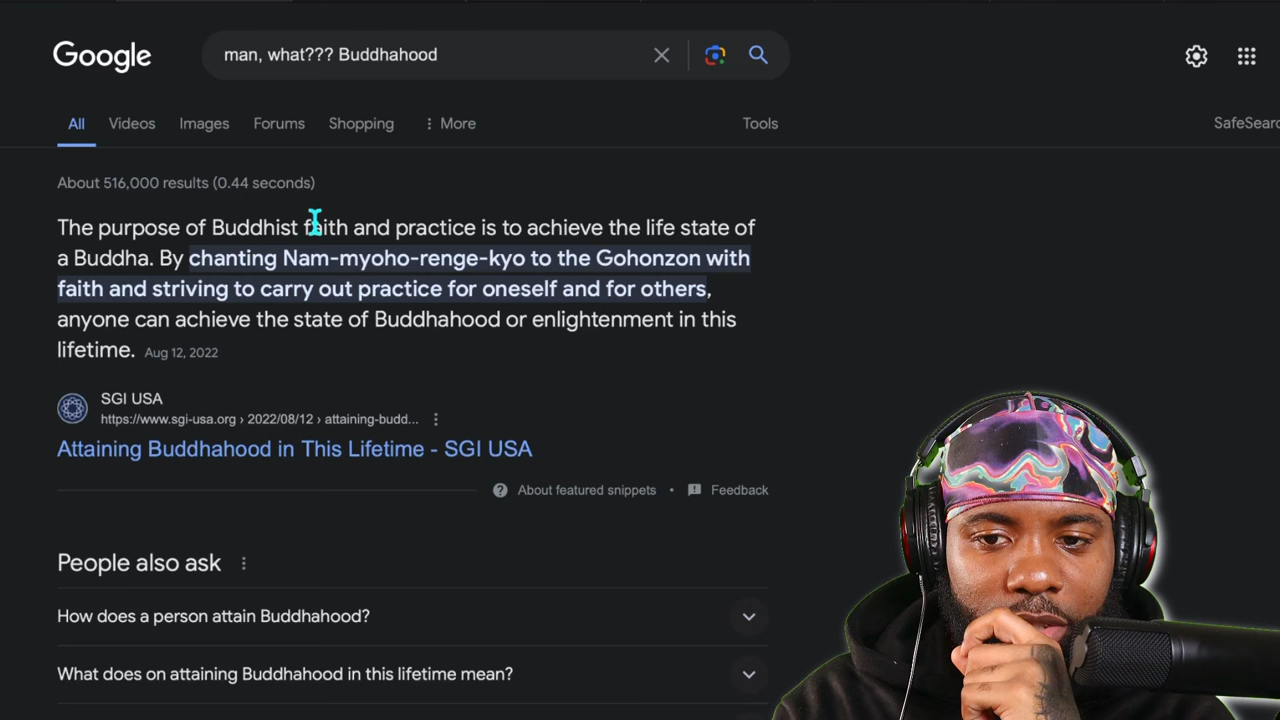 Google
man, what??? Buddhahood
All Videos Images Forums Shopping More Tools SafeSearc
About 516,000 results (0.44 seconds)
The purpose of Buddhist faith and practice is to achieve the life state of
a Buddha. By chanting Nam-myoho-renge-kyo to the Gohonzon with
faith and striving to carry out practice for oneself and for others,
anyone can achieve the state of Buddhahood or enlightenment in this
lifetime. Aug 12, 2022
SGI USA
https://www.sgi-usa.org › 2022/08/12 › attaining-budd...
Attaining Buddhahood in This Lifetime - SGI USA
About featured snippets • Feedback
People also ask
How does a person attain Buddhahood?
What does on attaining Buddhahood in this lifetime mean?